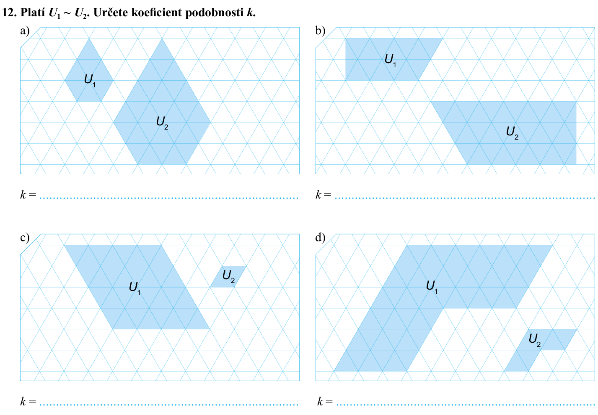 12. Platí U₁ ~ U₂. Určete koeficient podobnosti k.
a)
U₁
U₂
b)
U₁
U₂
k = ........................................................................
k = ........................................................................
c)
U₁
U₂
d)
U₁
U₂
k = ........................................................................
k = ........................................................................